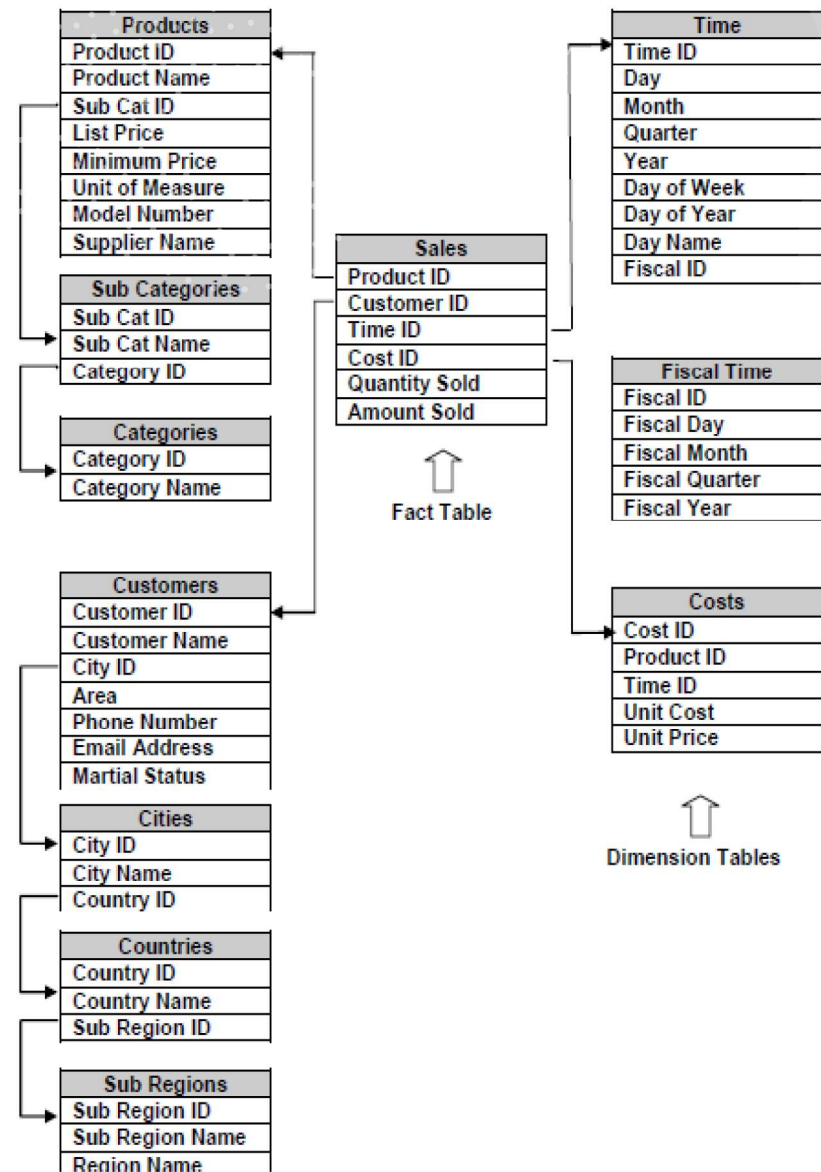 Products
Product ID
Product Name
Sub Cat ID
List Price
Minimum Price
Unit of Measure
Model Number
Supplier Name
Sub Categories
Sub Cat ID
Sub Cat Name
Category ID
Categories
Category ID
Category Name
Customers
Customer ID
Customer Name
City ID
Area
Phone Number
Email Address
Martial Status
Cities
City ID
City Name
Country ID
Countries
Country ID
Country Name
Sub Region ID
Sub Regions
Sub Region ID
Sub Region Name
Region Name
Sales
Product ID
Customer ID
Time ID
Cost ID
Quantity Sold
Amount Sold
Fact Table
Time
Time ID
Day
Month
Quarter
Year
Day of Week
Day of Year
Day Name
Fiscal ID
Fiscal Time
Fiscal ID
Fiscal Day
Fiscal Month
Fiscal Quarter
Fiscal Year
Costs
Cost ID
Product ID
Time ID
Unit Cost
Unit Price
Dimension Tables